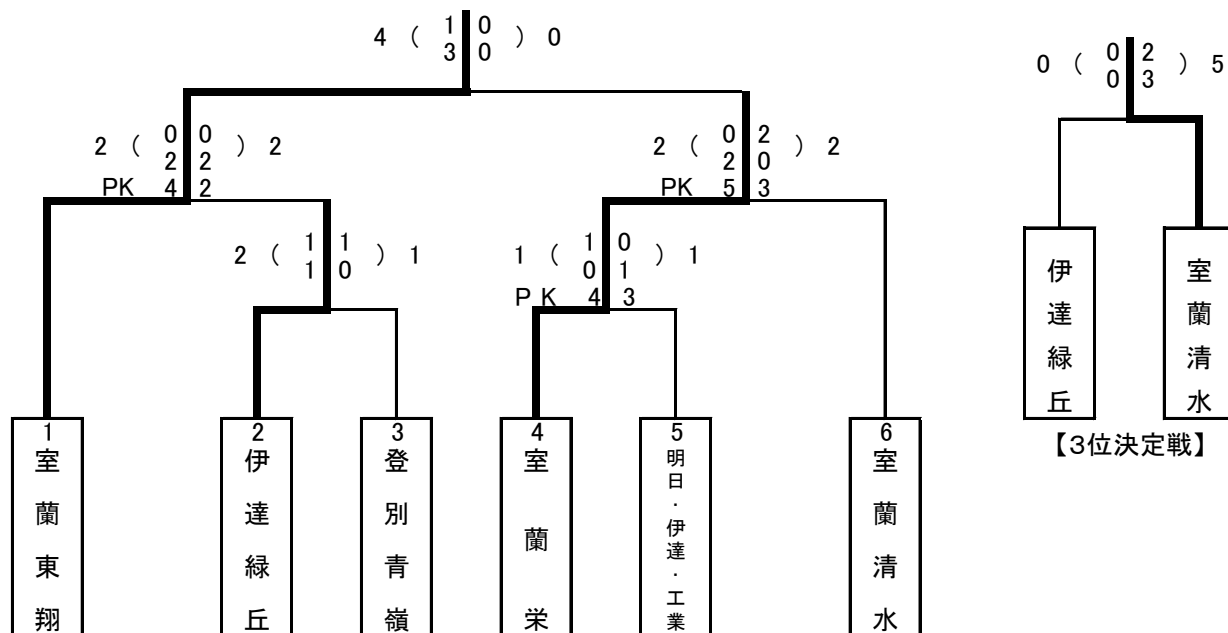 4 ( 1 0 ) 0
3 0
0 ( 0 2 ) 5
0 3
2 ( 0 0 ) 2
2 2
PK 4 2
2 ( 0 2 ) 2
2 0
PK 5 3
2 ( 1 1 ) 1
1 0
1 ( 1 0 ) 1
0 1
PK 4 3
伊達緑丘
室蘭清水
【3位決定戦】
1
室蘭東翔
2
伊達緑丘
3
登別青嶺
4
室蘭栄
5
明日・伊達・工業
6
室蘭清水